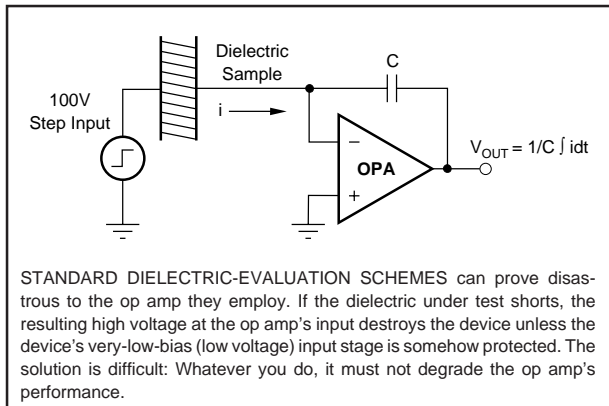 Dielectric
Sample
C
100V
Step Input
i
–
OPA
+
V_OUT = 1/C ∫ idt
STANDARD DIELECTRIC-EVALUATION SCHEMES can prove disas-
trous to the op amp they employ. If the dielectric under test shorts, the
resulting high voltage at the op amp's input destroys the device unless the
device's very-low-bias (low voltage) input stage is somehow protected. The
solution is difficult: Whatever you do, it must not degrade the op amp's
performance.